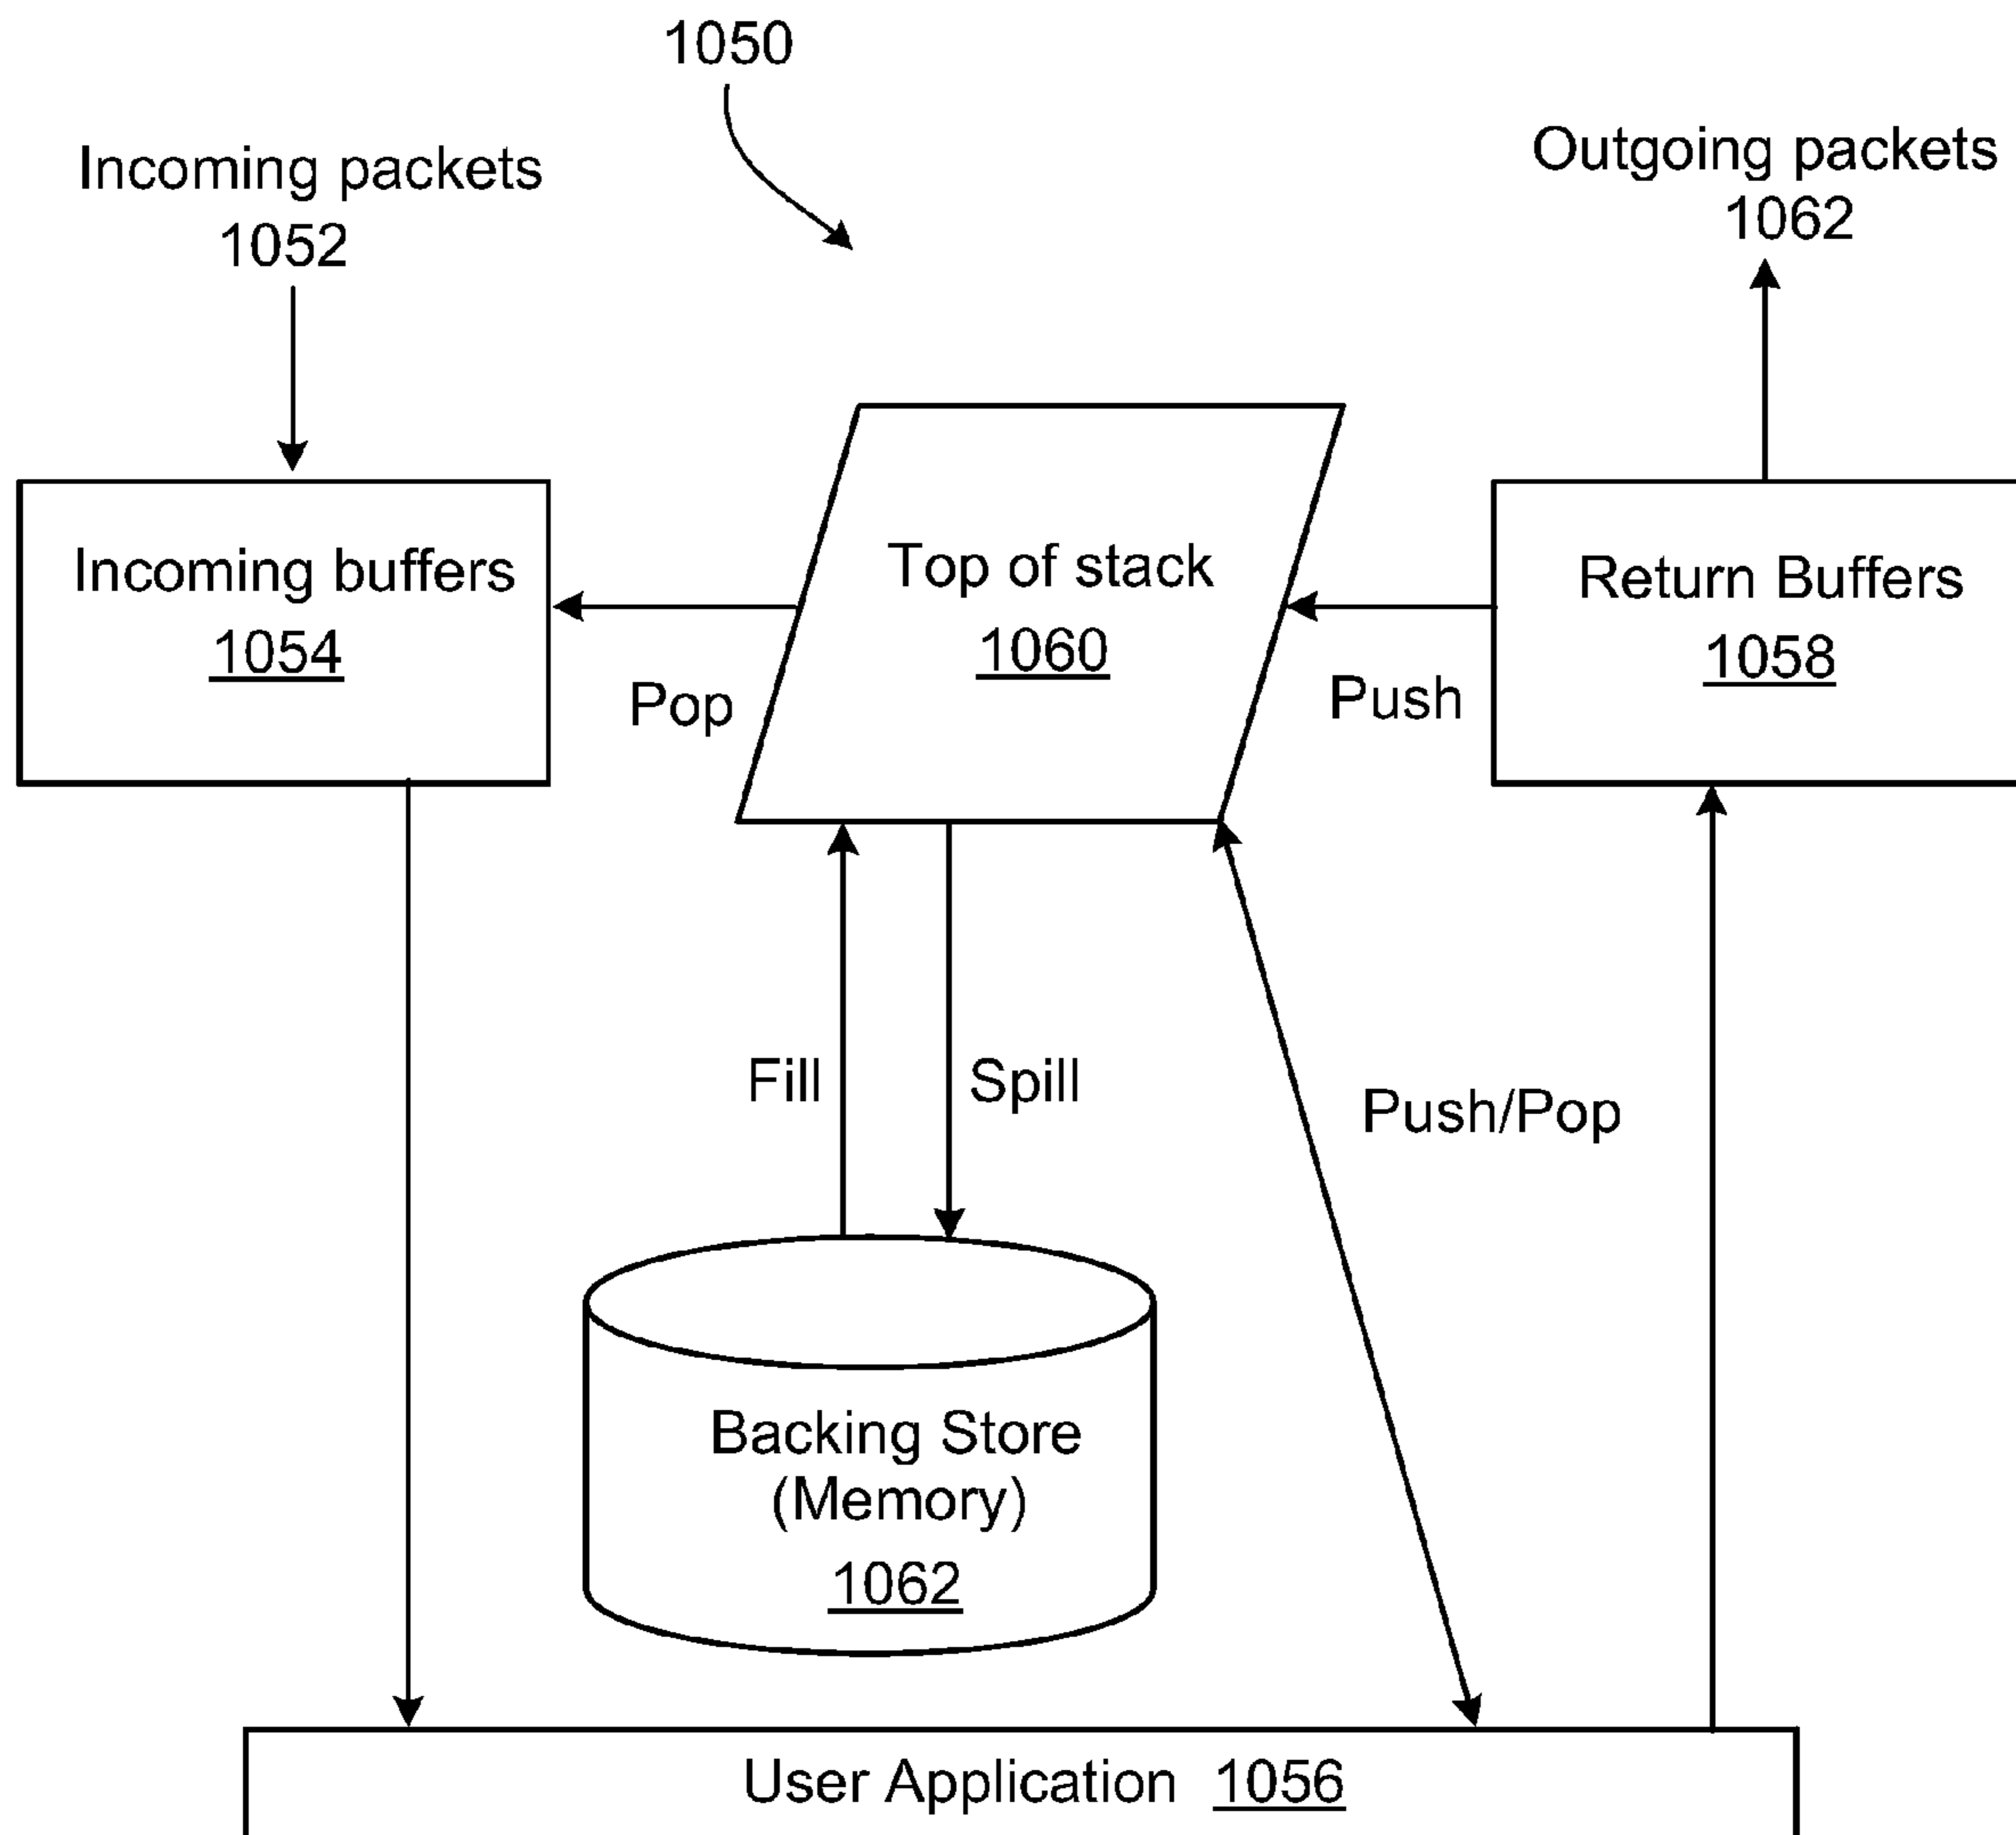 1050
Incoming packets
1052
Outgoing packets
1062
Incoming buffers
1054
Pop
Top of stack
1060
Push
Return Buffers
1058
Fill
Spill
Push/Pop
Backing Store
(Memory)
1062
User Application 1056